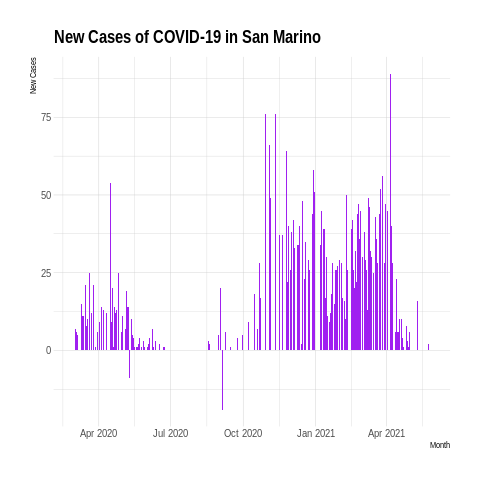 New Cases of COVID-19 in San Marino
New Cases
75
50
25
0
Apr 2020 Jul 2020 Oct 2020 Jan 2021 Apr 2021
Month